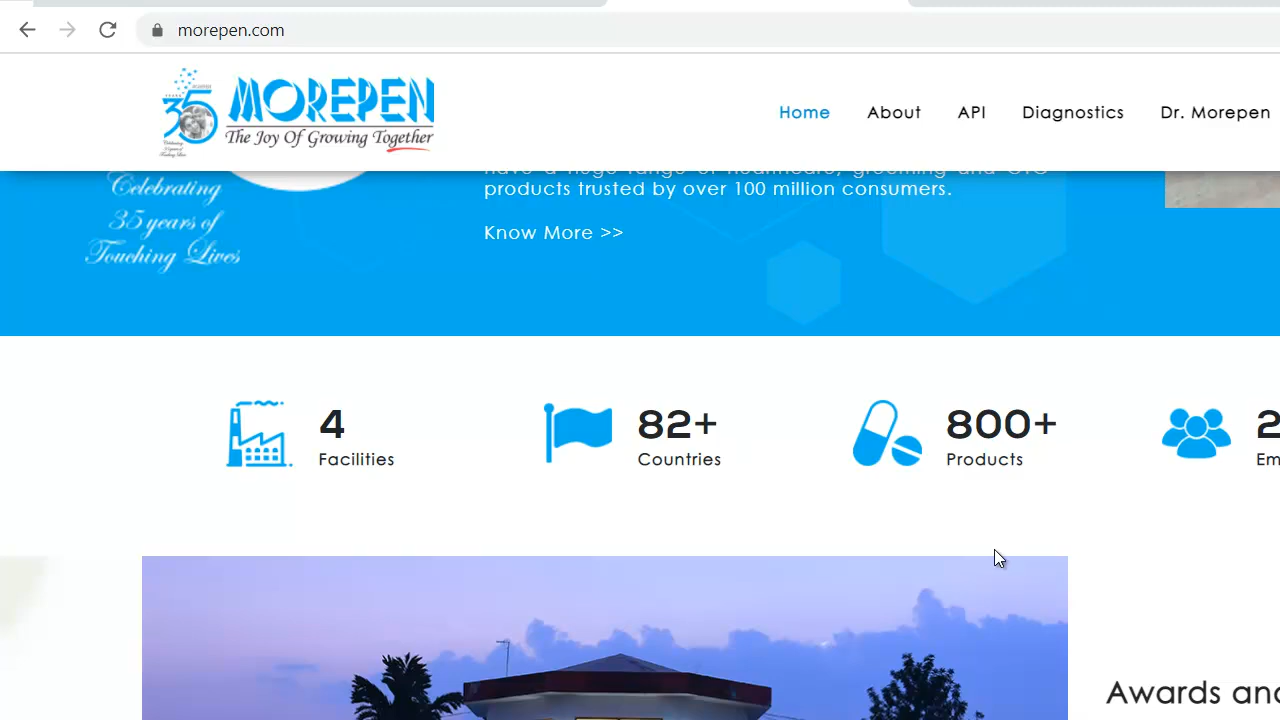 morepen.com
35
MOREPEN
The Joy Of Growing Together
Home About API Diagnostics Dr. Morepen
products trusted by over 100 million consumers.
Know More >>
Celebrating
35 years of
Touching Lives
4
Facilities
82+
Countries
800+
Products
Awards